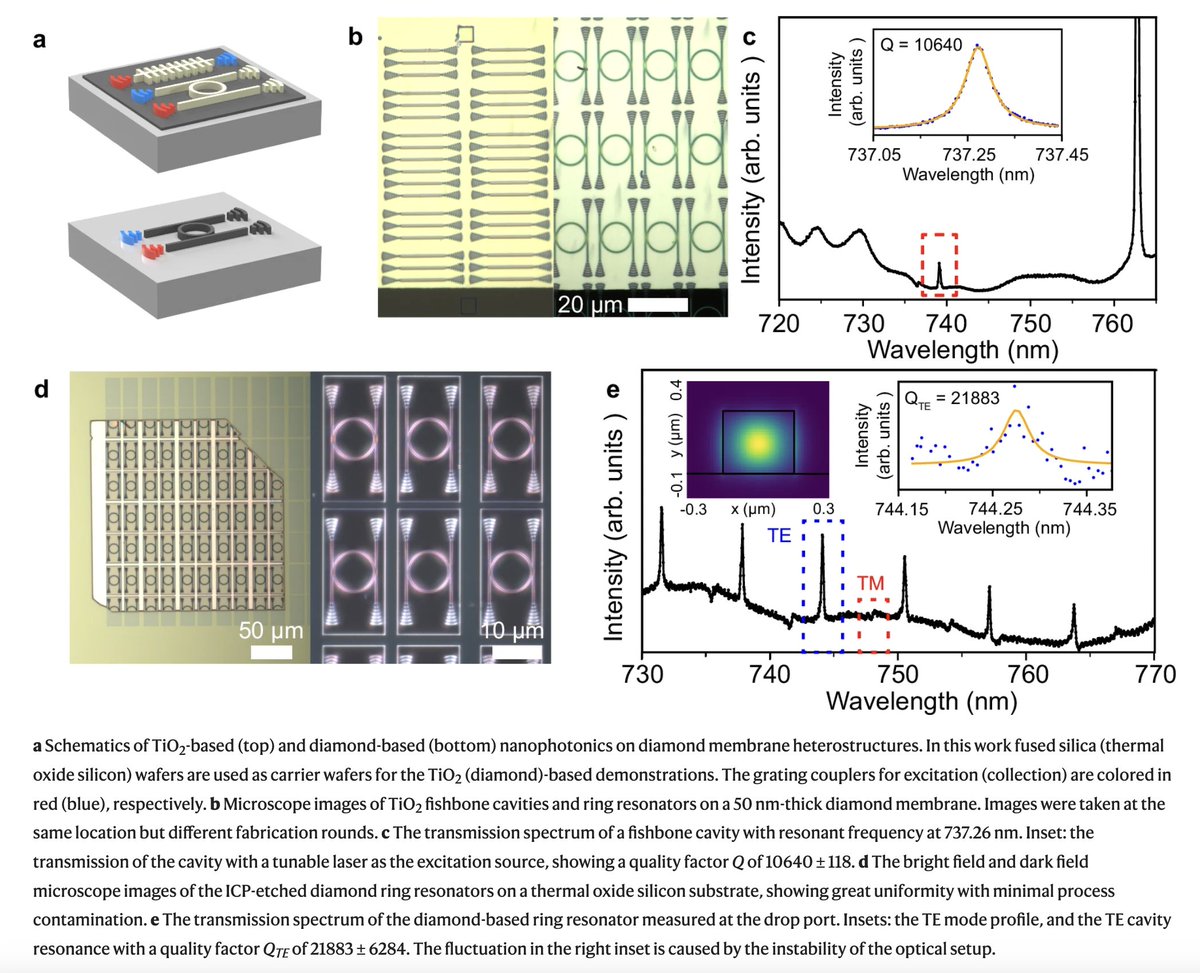 a
b
20 µm
c
Intensity (arb. units )
Q = 10640
Intensity
(arb. units )
737.05 737.25 737.45
Wavelength (nm)
720 730 740 750 760
Wavelength (nm)
d
50 µm
10 µm
e
Intensity (arb. units )
0.4
y (µm)
-0.1
-0.3 x (µm) 0.3
Q_TE = 21883
Intensity
(arb. units )
744.15 744.25 744.35
Wavelength (nm)
TE
TM
730 740 750 760 770
Wavelength (nm)
a Schematics of TiO₂-based (top) and diamond-based (bottom) nanophotonics on diamond membrane heterostructures. In this work fused silica (thermal
oxide silicon) wafers are used as carrier wafers for the TiO₂ (diamond)-based demonstrations. The grating couplers for excitation (collection) are colored in
red (blue), respectively. b Microscope images of TiO₂ fishbone cavities and ring resonators on a 50 nm-thick diamond membrane. Images were taken at the
same location but different fabrication rounds. c The transmission spectrum of a fishbone cavity with resonant frequency at 737.26 nm. Inset: the
transmission of the cavity with a tunable laser as the excitation source, showing a quality factor Q of 10640 ± 118. d The bright field and dark field
microscope images of the ICP-etched diamond ring resonators on a thermal oxide silicon substrate, showing great uniformity with minimal process
contamination. e The transmission spectrum of the diamond-based ring resonator measured at the drop port. Insets: the TE mode profile, and the TE cavity
resonance with a quality factor Q_TE of 21883 ± 6284. The fluctuation in the right inset is caused by the instability of the optical setup.